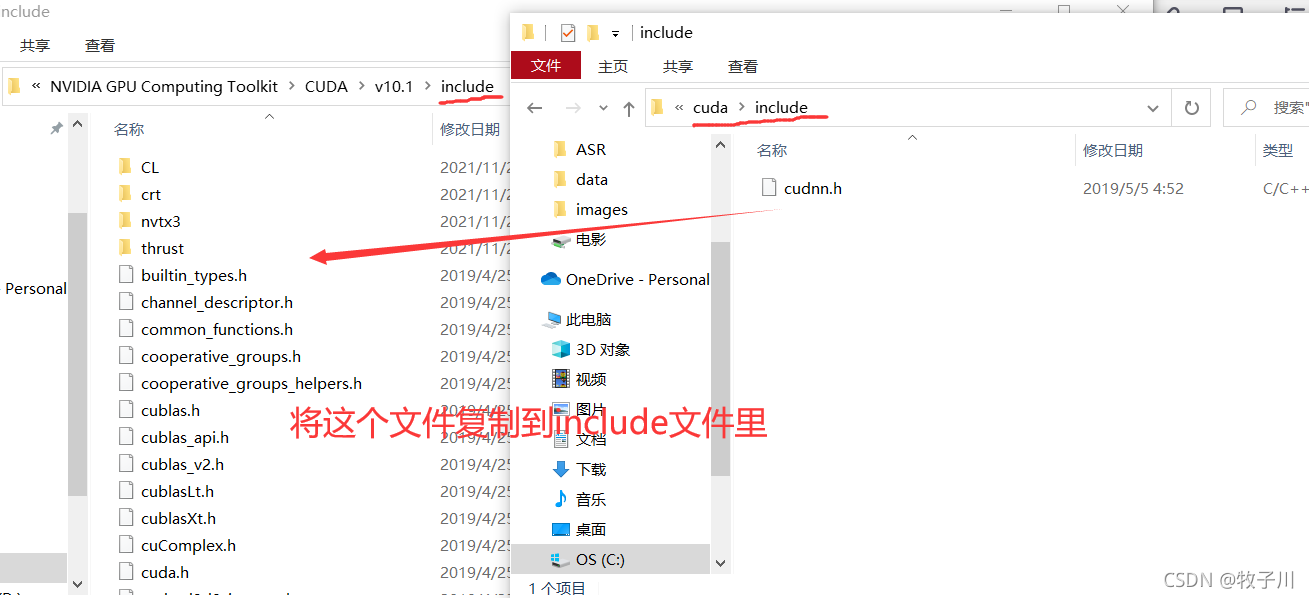 include
共享 查看
« NVIDIA GPU Computing Toolkit > CUDA > v10.1 > include
名称 修改日期
CL 2021/11/2
crt 2021/11/2
nvtx3 2021/11/2
thrust 2021/11/2
builtin_types.h 2019/4/25
channel_descriptor.h 2019/4/25
common_functions.h 2019/4/25
cooperative_groups.h 2019/4/25
cooperative_groups_helpers.h 2019/4/25
cublas.h 2019/4/25
cublas_api.h 2019/4/25
cublas_v2.h 2019/4/25
cublasLt.h 2019/4/25
cublasXt.h 2019/4/25
cuComplex.h 2019/4/25
cuda.h 2019/4/25
Personal
include
文件 主页 共享 查看
« cuda > include
搜索"
ASR
data
images
电影
OneDrive - Personal
此电脑
3D 对象
视频
图片
文档
下载
音乐
桌面
OS (C:)
名称 修改日期 类型
cudnn.h 2019/5/5 4:52 C/C++
1 个项目
将这个文件复制到include文件里
CSDN @牧子川